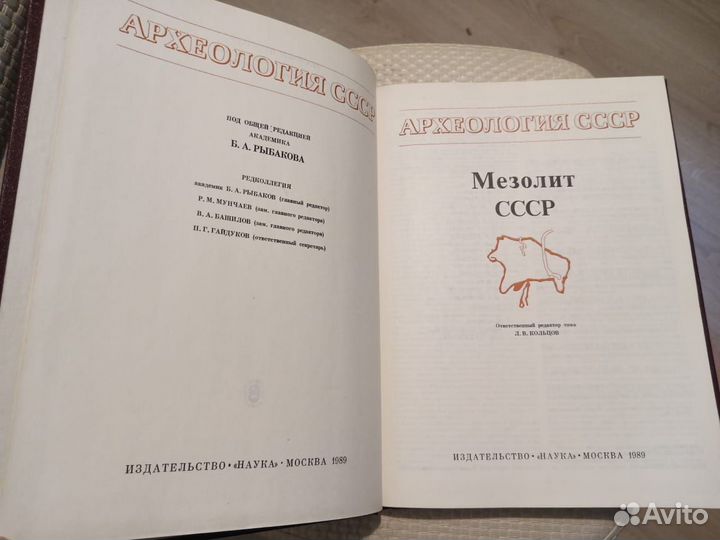 АРХЕОЛОГИЯ СССР
ПОД ОБЩЕЙ РЕДАКЦИЕЙ
АКАДЕМИКА
Б. А. РЫБАКОВА
РЕДКОЛЛЕГИЯ
академик Б. А. РЫБАКОВ (главный редактор)
Р. М. МУНЧАЕВ (зам. главного редактора)
В. А. БАШИЛОВ (зам. главного редактора)
П. Г. ГАЙДУКОВ (ответственный секретарь)
ИЗДАТЕЛЬСТВО • «НАУКА» • МОСКВА 1989
АРХЕОЛОГИЯ СССР
Мезолит
СССР
Ответственный редактор тома
Л. В. КОЛЬЦОВ
ИЗДАТЕЛЬСТВО • «НАУКА» • МОСКВА 1989
Avito